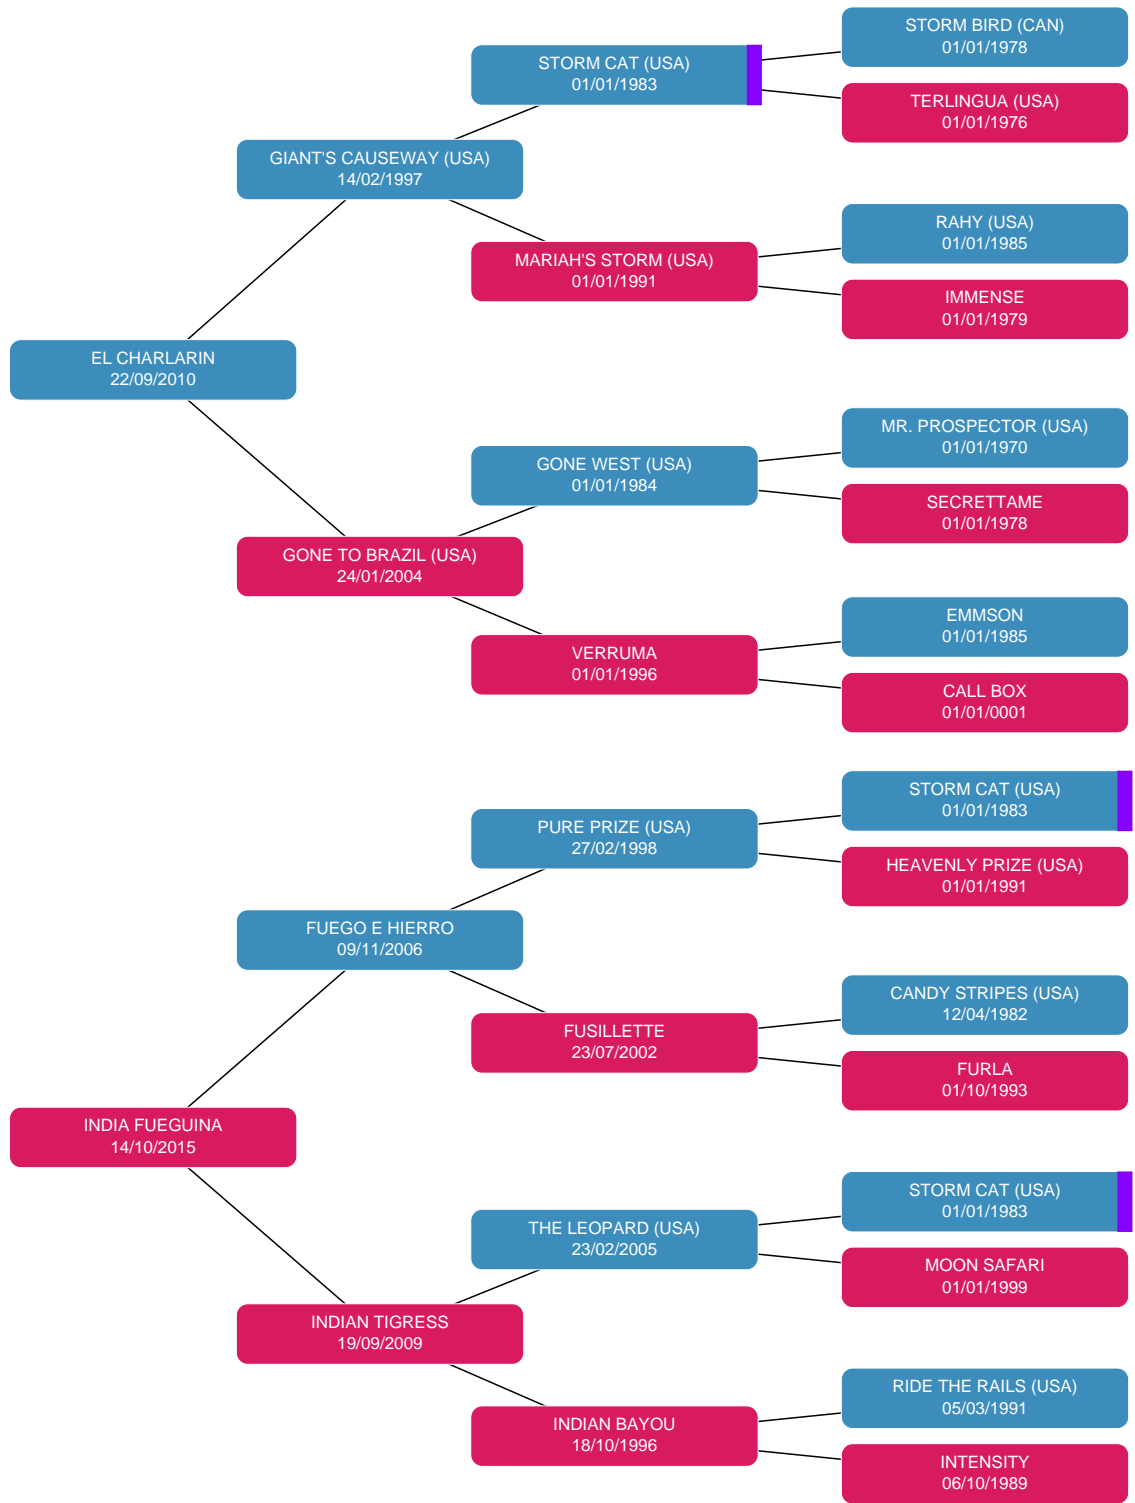 STORM BIRD (CAN)
01/01/1978
STORM CAT (USA)
01/01/1983
TERLINGUA (USA)
01/01/1976
GIANT'S CAUSEWAY (USA)
14/02/1997
RAHY (USA)
01/01/1985
MARIAH'S STORM (USA)
01/01/1991
IMMENSE
01/01/1979
EL CHARLARIN
22/09/2010
MR. PROSPECTOR (USA)
01/01/1970
GONE WEST (USA)
01/01/1984
SECRETTAME
01/01/1978
GONE TO BRAZIL (USA)
24/01/2004
EMMSON
01/01/1985
VERRUMA
01/01/1996
CALL BOX
01/01/0001
STORM CAT (USA)
01/01/1983
PURE PRIZE (USA)
27/02/1998
HEAVENLY PRIZE (USA)
01/01/1991
FUEGO E HIERRO
09/11/2006
CANDY STRIPES (USA)
12/04/1982
FUSILLETTE
23/07/2002
FURLA
01/10/1993
INDIA FUEGUINA
14/10/2015
STORM CAT (USA)
01/01/1983
THE LEOPARD (USA)
23/02/2005
MOON SAFARI
01/01/1999
INDIAN TIGRESS
19/09/2009
RIDE THE RAILS (USA)
05/03/1991
INDIAN BAYOU
18/10/1996
INTENSITY
06/10/1989